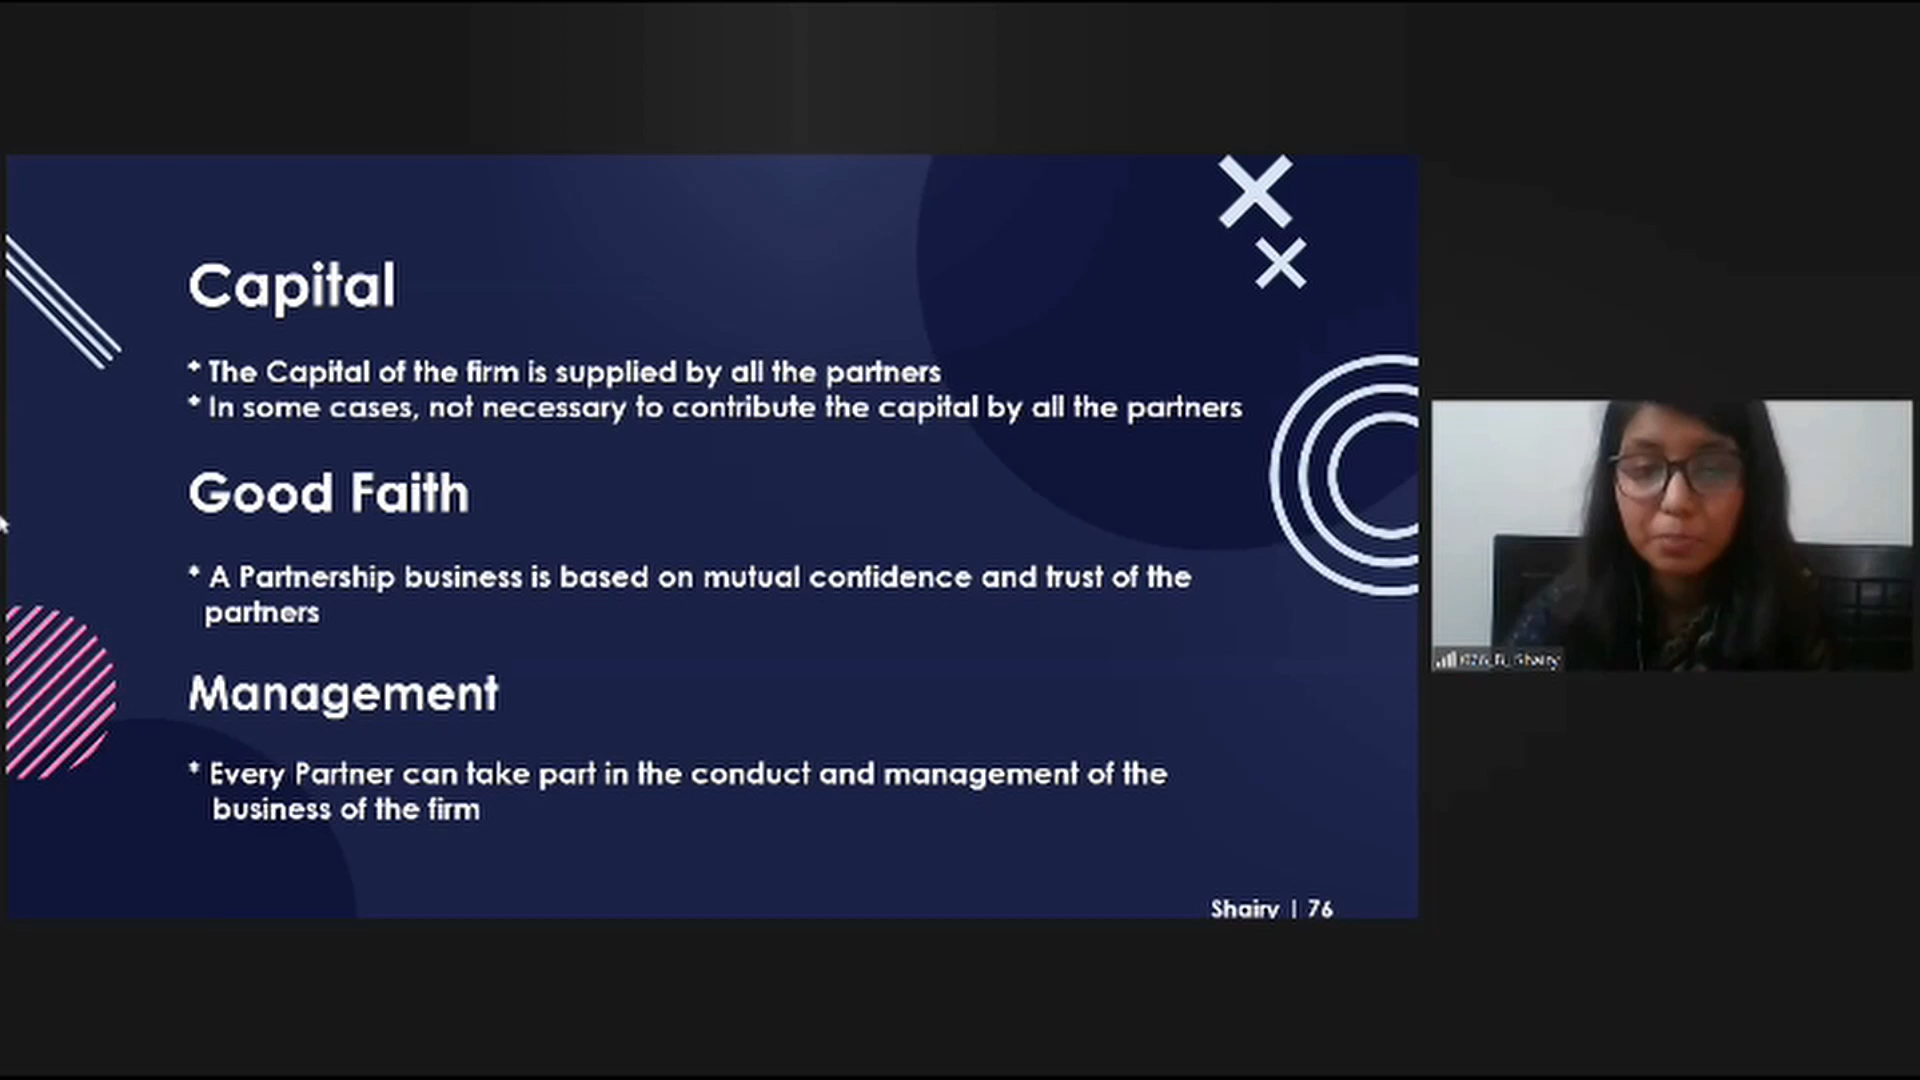 Capital
* The Capital of the firm is supplied by all the partners
* In some cases, not necessary to contribute the capital by all the partners
Good Faith
* A Partnership business is based on mutual confidence and trust of the
partners
Management
* Every Partner can take part in the conduct and management of the
business of the firm
Shairy | 76
Shairy